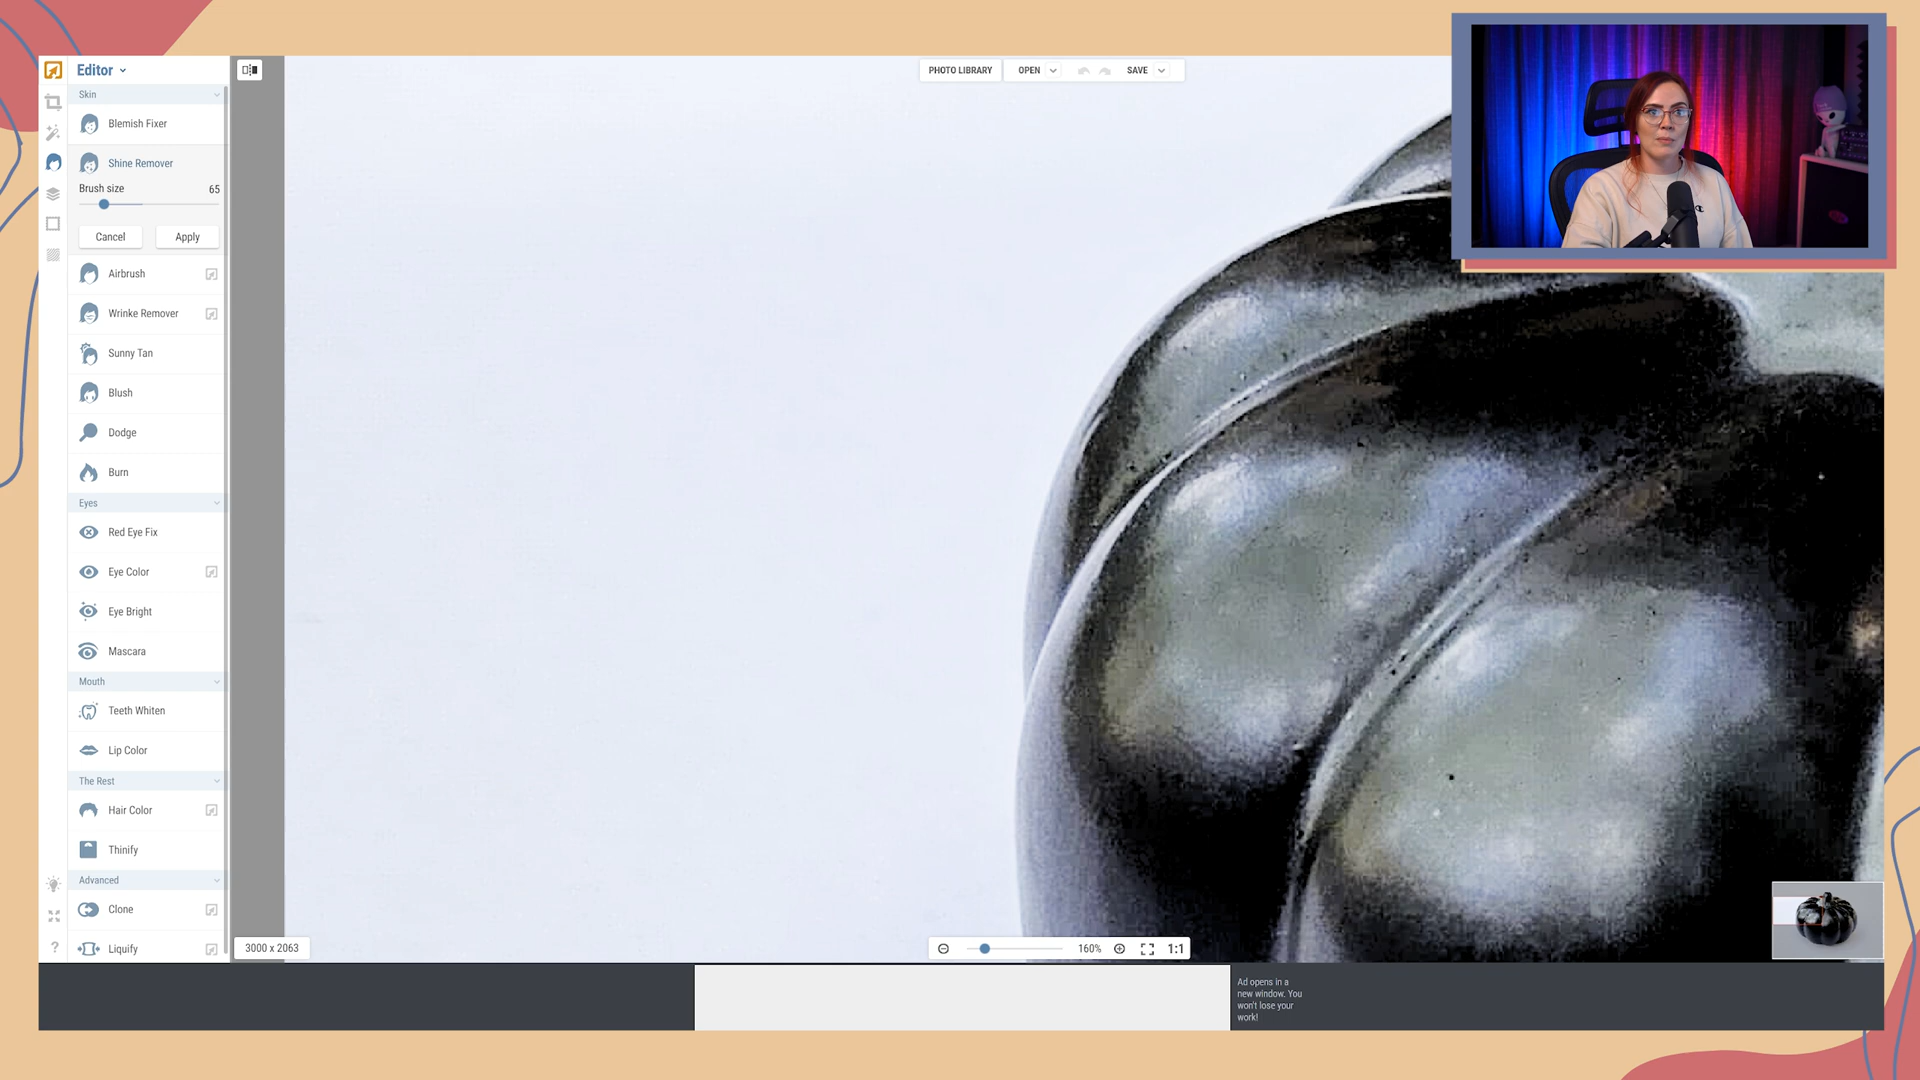 Editor
PHOTO LIBRARY
OPEN
SAVE
Skin
Blemish Fixer
Shine Remover
Brush size 65
Cancel Apply
Airbrush
Wrinke Remover
Sunny Tan
Blush
Dodge
Burn
Eyes
Red Eye Fix
Eye Color
Eye Bright
Mascara
Mouth
Teeth Whiten
Lip Color
The Rest
Hair Color
Thinify
Advanced
Clone
Liquify
?
3000 x 2063
160%
1:1
Ad opens in a
new window. You
won't lose your
work!